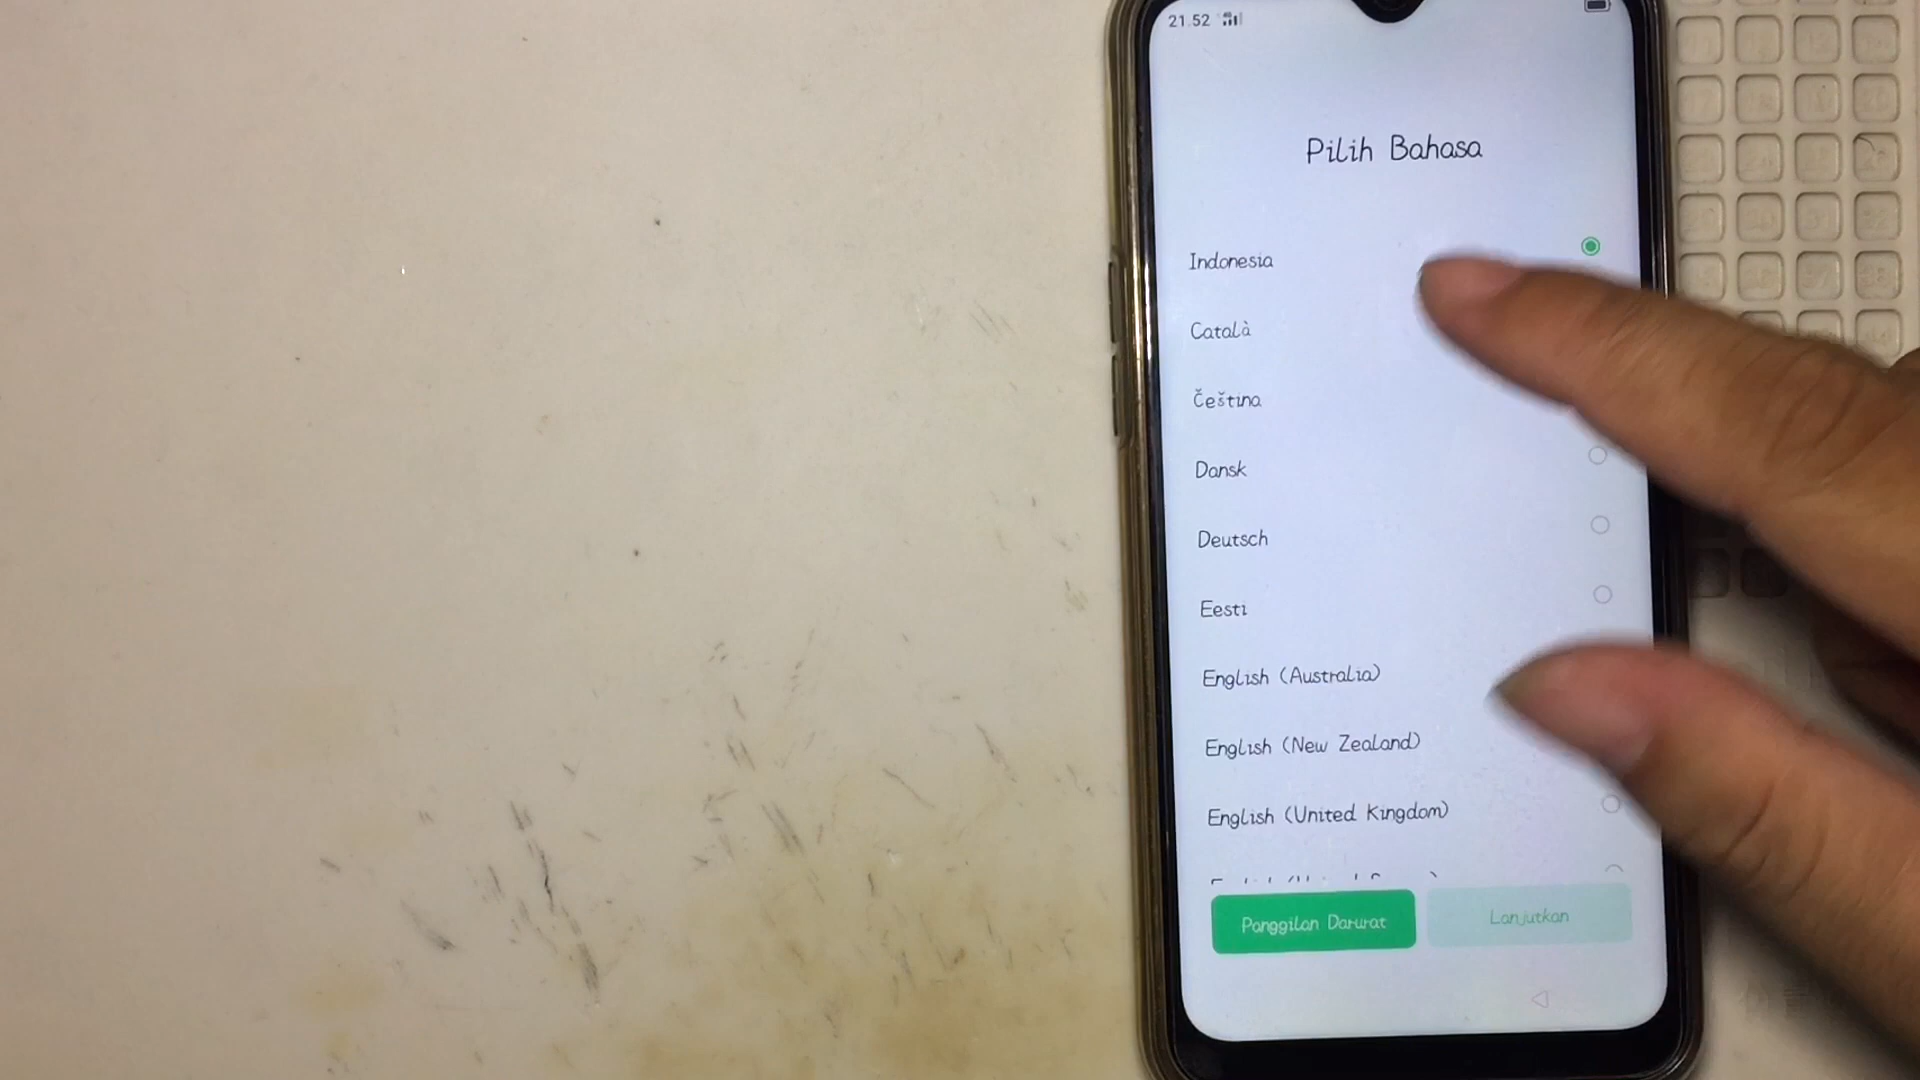 21.52
Pilih Bahasa
Indonesia
Català
Čeština
Dansk
Deutsch
Eesti
English (Australia)
English (New Zealand)
English (United Kingdom)
Panggilan Darurat
Lanjutkan